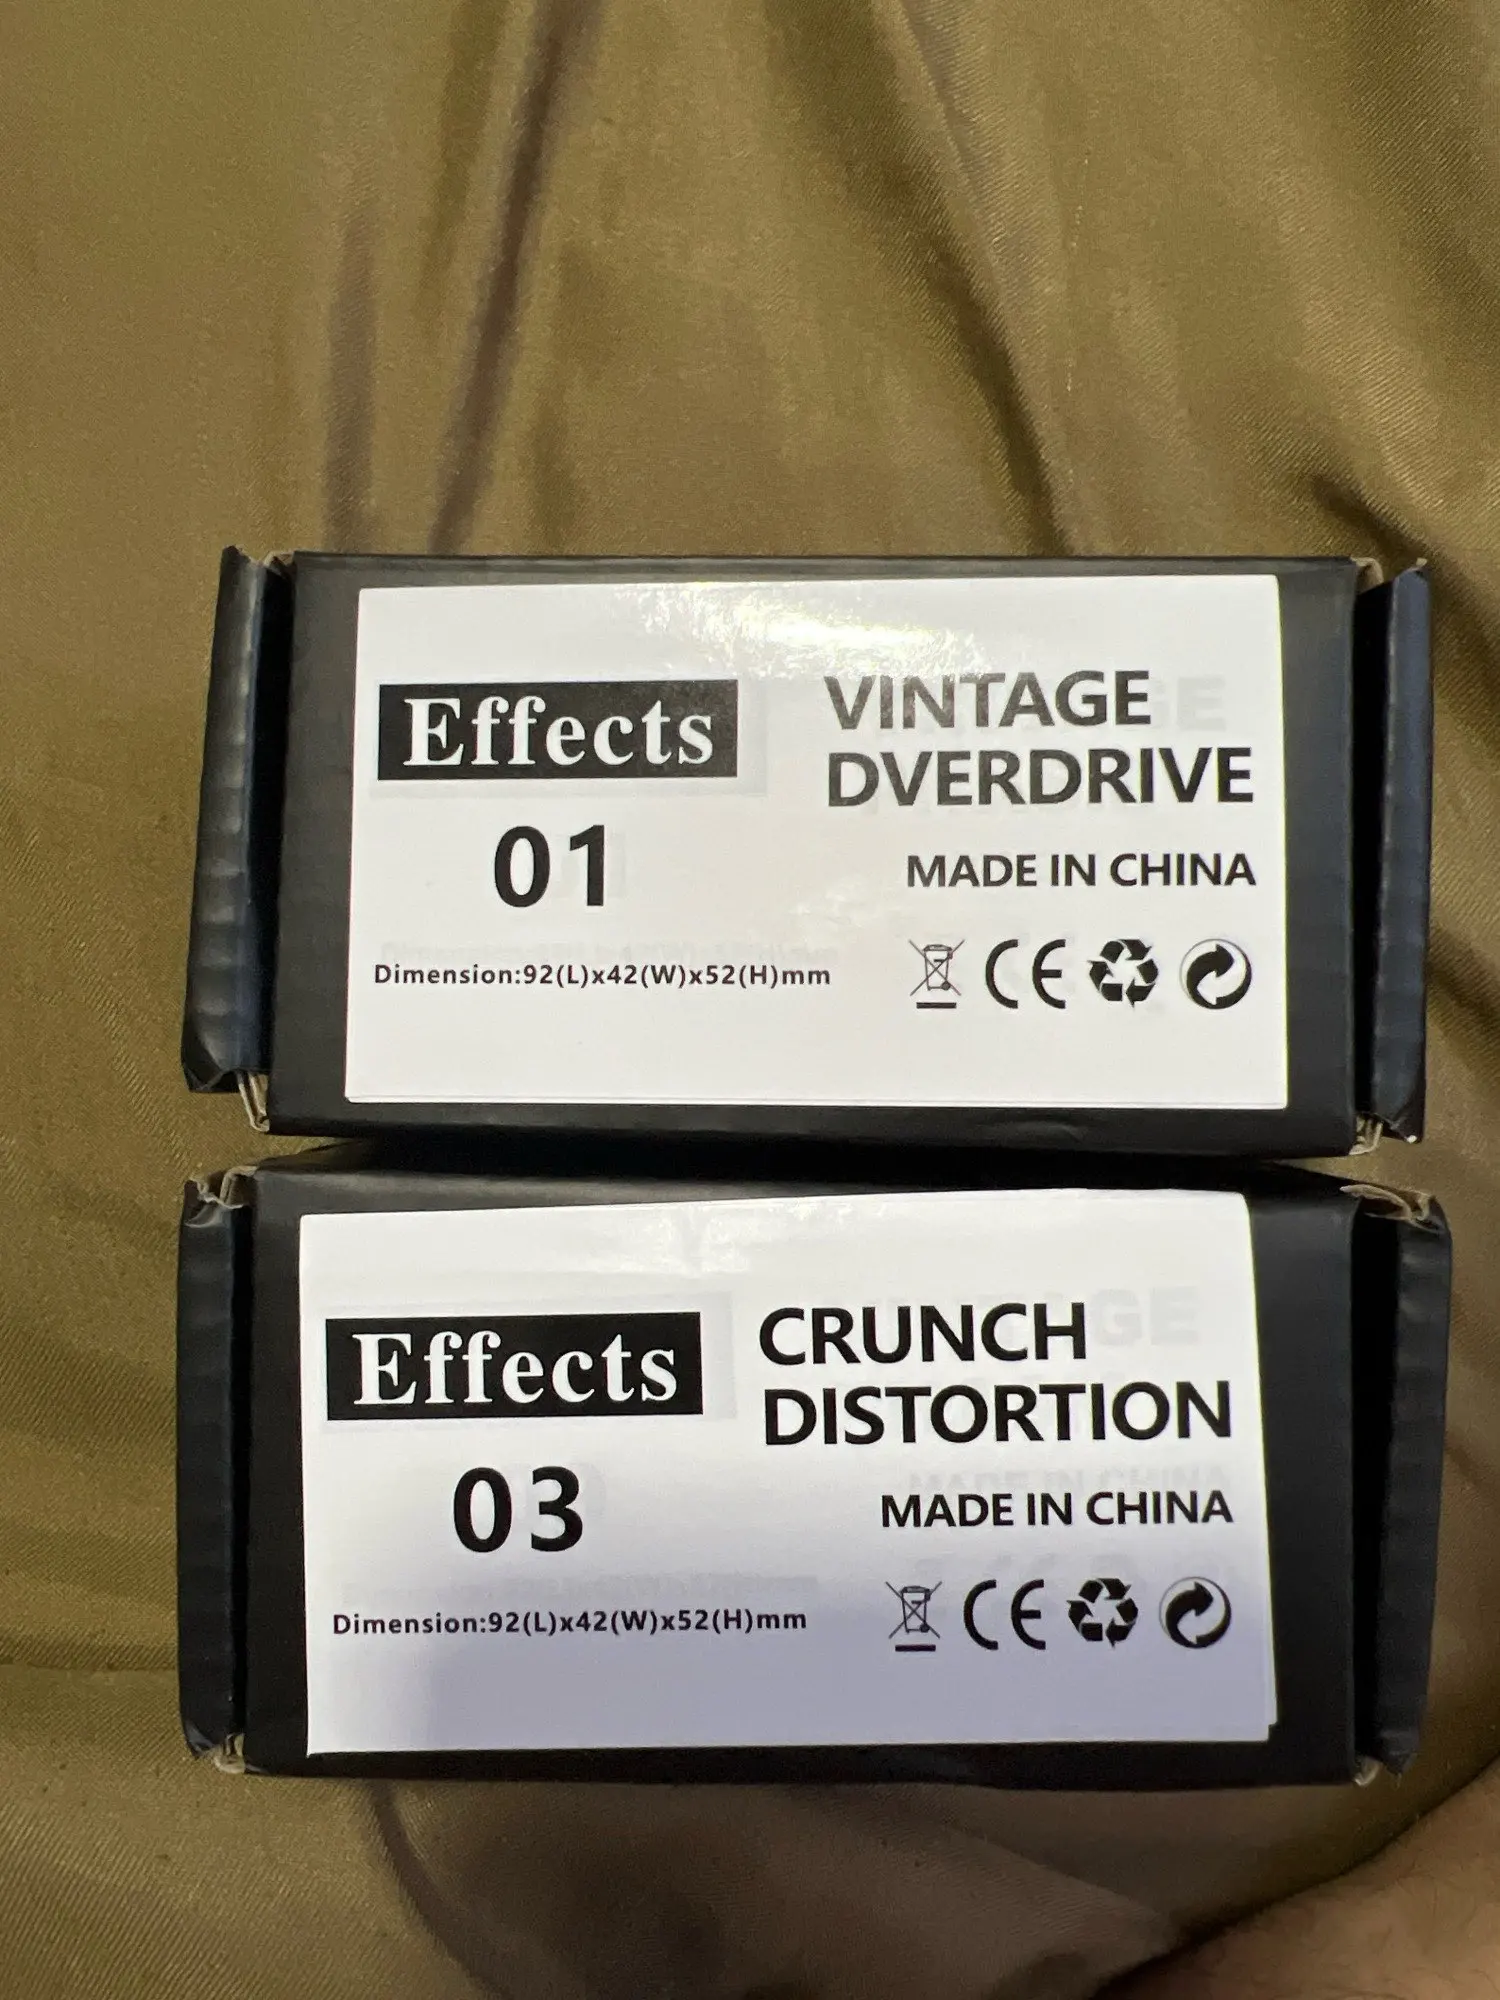 Effects
01
Dimension:92(L)x42(W)x52(H)mm
VINTAGE
DVERDRIVE
MADE IN CHINA
CE
Effects
03
Dimension:92(L)x42(W)x52(H)mm
CRUNCH
DISTORTION
MADE IN CHINA
CE